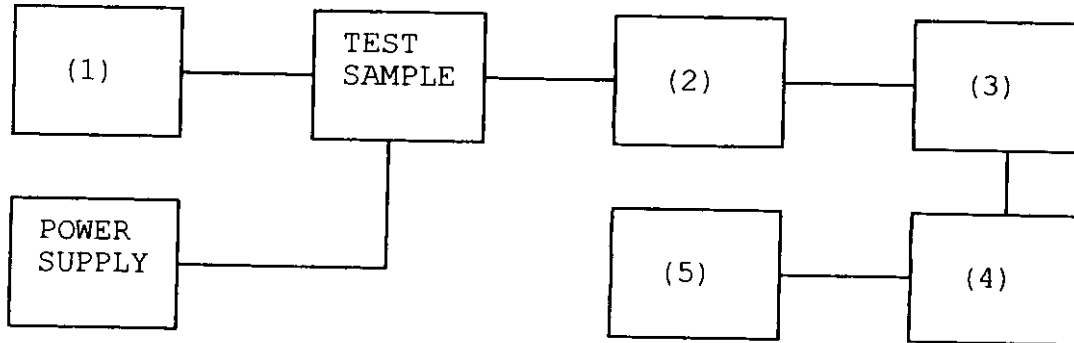 (1)
TEST
SAMPLE
(2)
(3)
POWER
SUPPLY
(5)
(4)